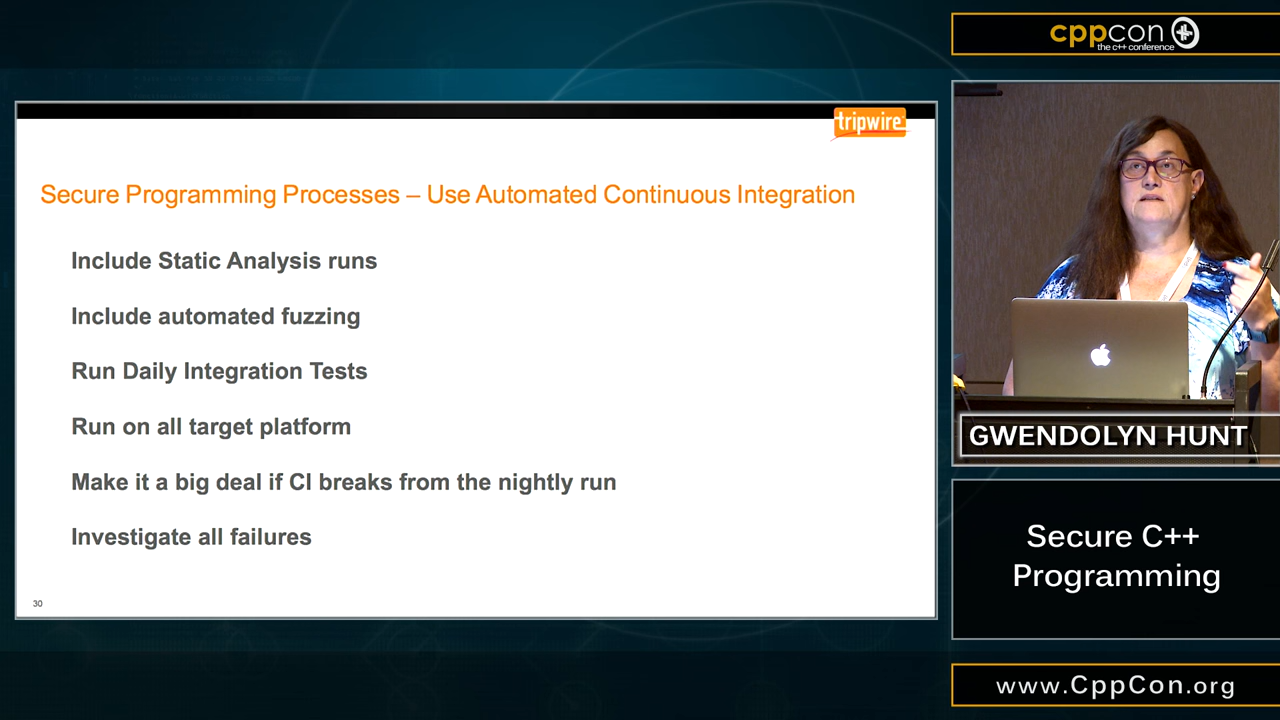 cppcon
the c++ conference
tripwire
Secure Programming Processes – Use Automated Continuous Integration
Include Static Analysis runs
Include automated fuzzing
Run Daily Integration Tests
Run on all target platform
Make it a big deal if CI breaks from the nightly run
Investigate all failures
30
GWENDOLYN HUNT
Secure C++
Programming
www.CppCon.org